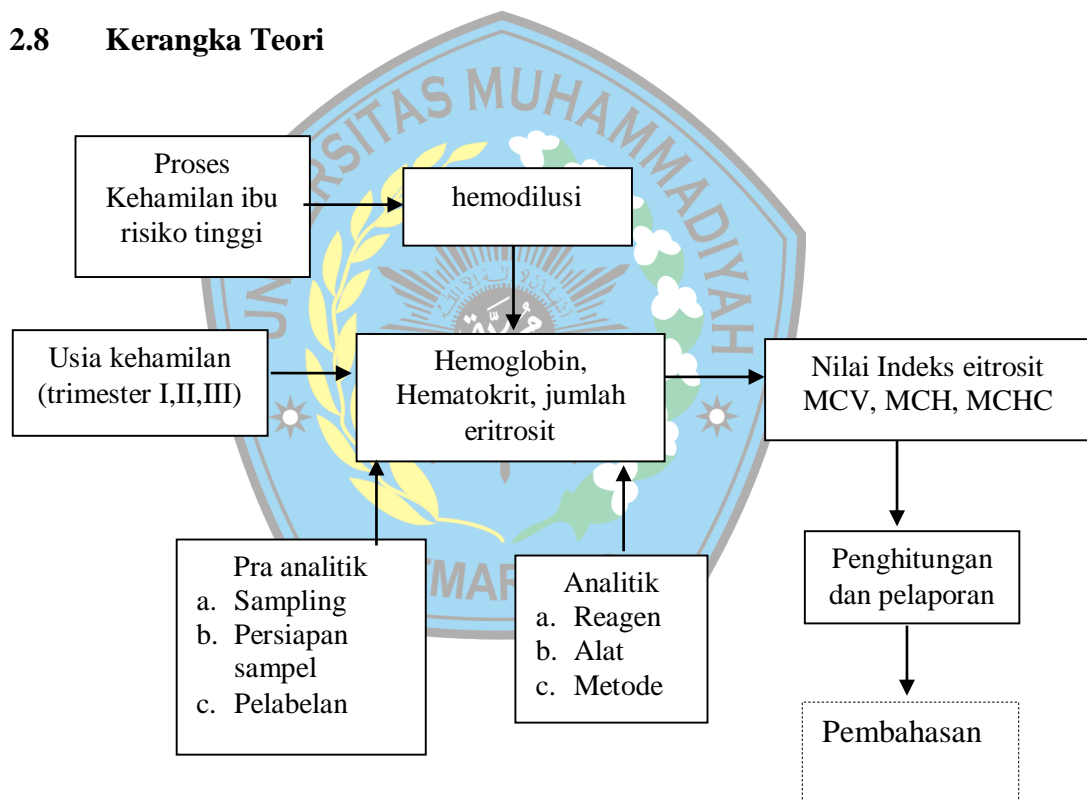 2.8 Kerangka Teori
UNIVERSITAS MUHAMMADIYAH
Proses
Kehamilan ibu
risiko tinggi
hemodilusi
Usia kehamilan
(trimester I,II,III)
Hemoglobin,
Hematokrit, jumlah
eritrosit
Nilai Indeks eitrosit
MCV, MCH, MCHC
Pra analitik
a. Sampling
b. Persiapan
sampel
c. Pelabelan
Analitik
a. Reagen
b. Alat
c. Metode
Penghitungan
dan pelaporan
Pembahasan